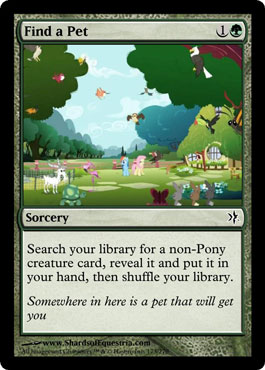 Find a Pet 1
Sorcery
Search your library for a non-Pony
creature card, reveal it and put it in
your hand, then shuffle your library.
Somewhere in here is a pet that will get
you
www.ShardsofEquestria.com